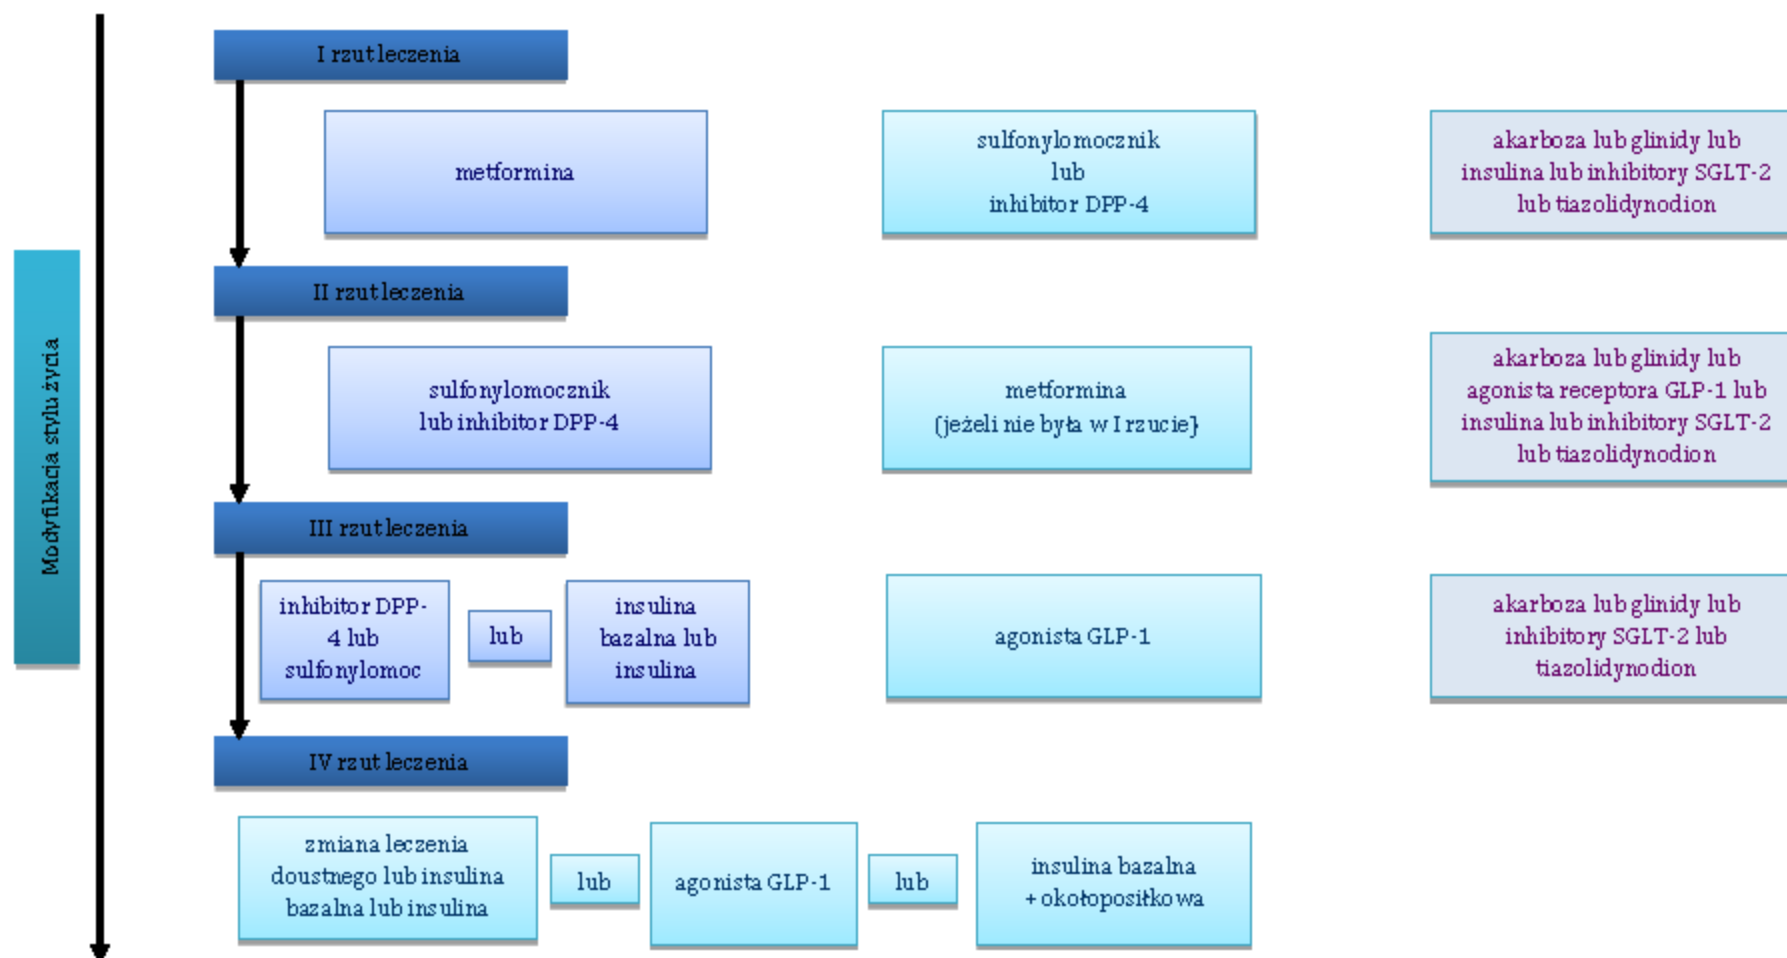 I rzut leczenia
metformina
sulfonylomocznik
lub
inhibitor DPP-4
akarboza lub glinidy lub
insulina lub inhibitory SGLT-2
lub tiazolidynodion
Modyfikacja stylu życia
II rzut leczenia
sulfonylomocznik
lub inhibitor DPP-4
metformina
(jeżeli nie była w I rzucie}
akarboza lub glinidy lub
agonista receptora GLP-1 lub
insulina lub inhibitory SGLT-2
lub tiazolidynodion
III rzut leczenia
inhibitor DPP-
4 lub
sulfonylomoc
lub
insulina
bazalna lub
insulina
agonista GLP-1
akarboza lub glinidy lub
inhibitory SGLT-2 lub
tiazolidynodion
IV rzut leczenia
zmiana leczenia
doustnego lub insulina
bazalna lub insulina
lub
agonista GLP-1
lub
insulina bazalna
+ okołoposiłkowa